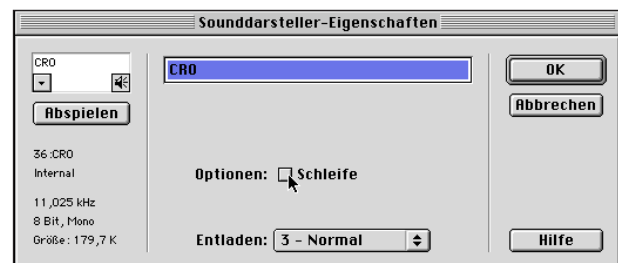 Sounddarsteller-Eigenschaften
CRO
CRO
OK
Abspielen
Abbrechen
36:CRO
Internal
Optionen: Schleife
11,025 kHz
8 Bit, Mono
Größe: 179,7 K
Entladen: 3 - Normal
Hilfe